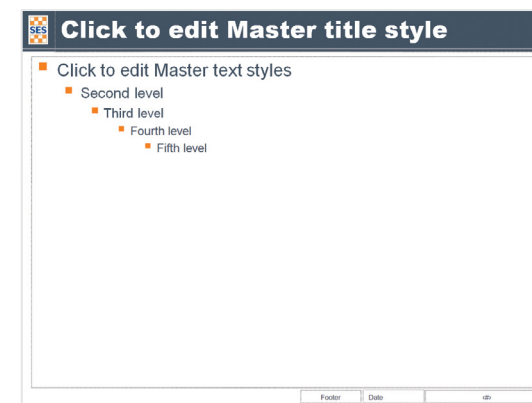 SES
Click to edit Master title style
Click to edit Master text styles
Second level
Third level
Fourth level
Fifth level
Footer
Date
‹#›